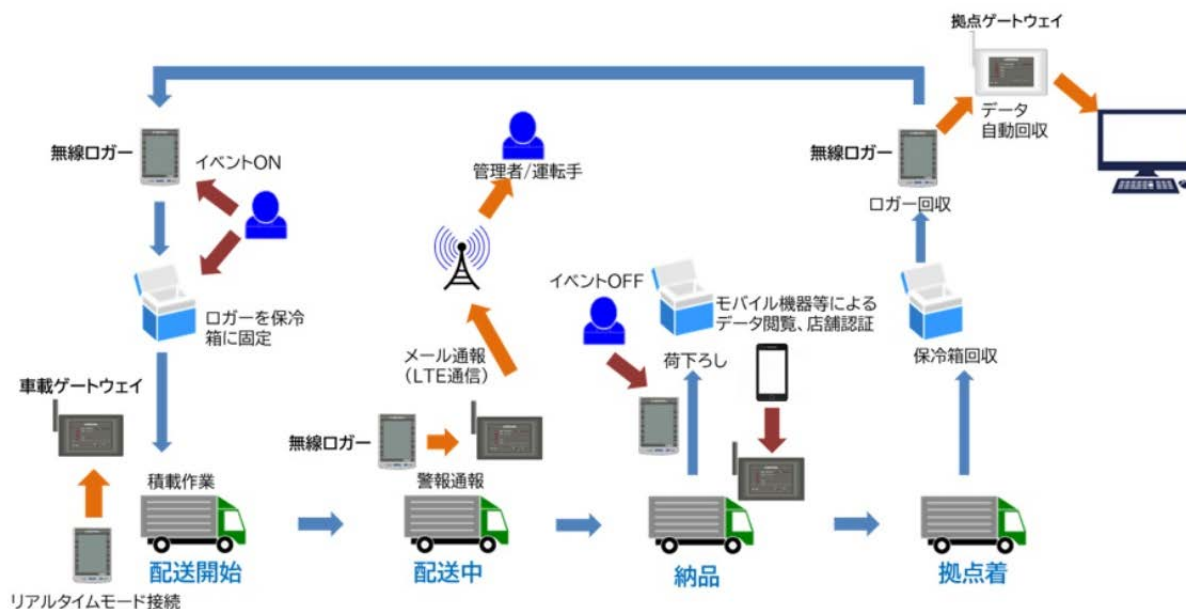 拠点ゲートウェイ
データ
自動回収
無線ロガー
ロガー回収
無線ロガー
イベントON
管理者/運転手
ロガーを保冷
箱に固定
イベントOFF
モバイル機器等による
データ閲覧、店舗認証
荷下ろし
保冷箱回収
メール通報
(LTE通信)
車載ゲートウェイ
無線ロガー
警報通報
積載作業
配送開始
配送中
納品
拠点着
リアルタイムモード接続